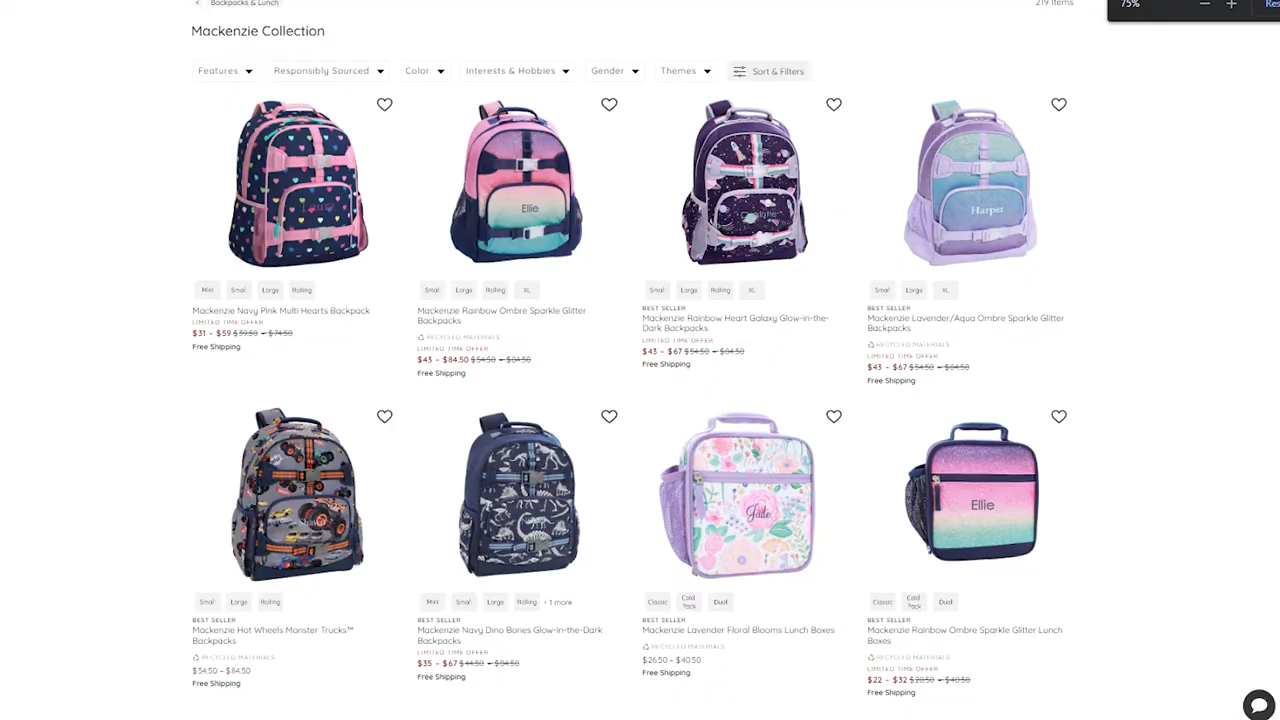 < Backpacks & Lunch
219 items
75%
Mackenzie Collection
Features Responsibly Sourced Color Interests & Hobbies Gender Themes Sort & Filters
Ellie
Harper
Mini Small Large Rolling
Small Large Rolling XL
Small Large Rolling XL
Small Large XL
Mackenzie Navy Pink Multi Hearts Backpack
LIMITED TIME OFFER
$31 – $59 $39.50 – $74.50
Free Shipping
Mackenzie Rainbow Ombre Sparkle Glitter
Backpacks
RECYCLED MATERIALS
LIMITED TIME OFFER
$43 – $84.50 $54.50 – $84.50
Free Shipping
BEST SELLER
Mackenzie Rainbow Heart Galaxy Glow-in-the-
Dark Backpacks
LIMITED TIME OFFER
$43 – $67 $54.50 – $84.50
Free Shipping
BEST SELLER
Mackenzie Lavender/Aqua Ombre Sparkle Glitter
Backpacks
RECYCLED MATERIALS
LIMITED TIME OFFER
$43 – $67 $54.50 – $84.50
Free Shipping
Jade
Ellie
Small Large Rolling
Mini Small Large Rolling + 1 more
Classic Cold Pack Dual
Classic Cold Pack Dual
BEST SELLER
Mackenzie Hot Wheels Monster Trucks™
Backpacks
RECYCLED MATERIALS
$54.50 – $84.50
Free Shipping
BEST SELLER
Mackenzie Navy Dino Bones Glow-in-the-Dark
Backpacks
LIMITED TIME OFFER
$35 – $67 $44.50 – $84.50
Free Shipping
BEST SELLER
Mackenzie Lavender Floral Blooms Lunch Boxes
RECYCLED MATERIALS
$26.50 – $40.50
Free Shipping
BEST SELLER
Mackenzie Rainbow Ombre Sparkle Glitter Lunch
Boxes
RECYCLED MATERIALS
LIMITED TIME OFFER
$22 – $32 $28.50 – $40.50
Free Shipping